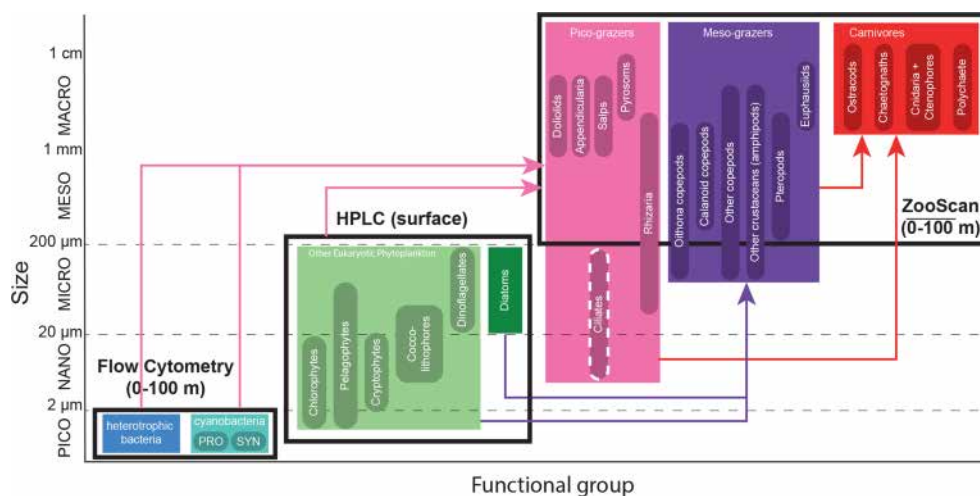 1 cm
MACRO
1 mm
MESO
200 µm
MICRO
20 µm
NANO
2 µm
PICO
Size
Functional group
Pico-grazers
Doliolids
Appendicularia
Salps
Pyrosoms
Rhizaria
Ciliates
Meso-grazers
Oithona copepods
Calanoid copepods
Other copepods
Other crustaceans (amphipods)
Pteropods
Euphausiids
Carnivores
Ostracods
Chaetognaths
Cnidaria +
Ctenophores
Polychaete
ZooScan
(0-100 m)
HPLC (surface)
Other Eukaryotic Phytoplankton
Chlorophytes
Pelagophytes
Cryptophytes
Cocco-
lithophores
Dinoflagellates
Diatoms
Flow Cytometry
(0-100 m)
heterotrophic
bacteria
cyanobacteria
PRO
SYN